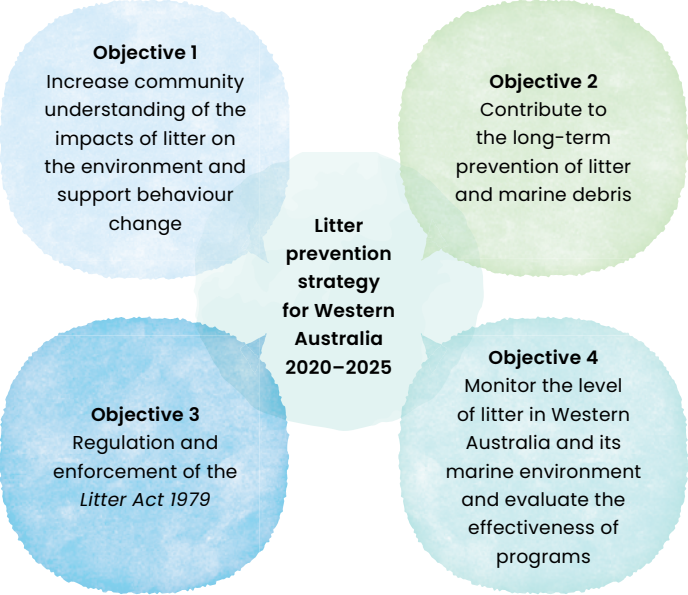 Objective 1
Increase community
understanding of the
impacts of litter on
the environment and
support behaviour
change
Objective 2
Contribute to
the long-term
prevention of litter
and marine debris
Litter
prevention
strategy
for Western
Australia
2020–2025
Objective 3
Regulation and
enforcement of the
Litter Act 1979
Objective 4
Monitor the level
of litter in Western
Australia and its
marine environment
and evaluate the
effectiveness of
programs